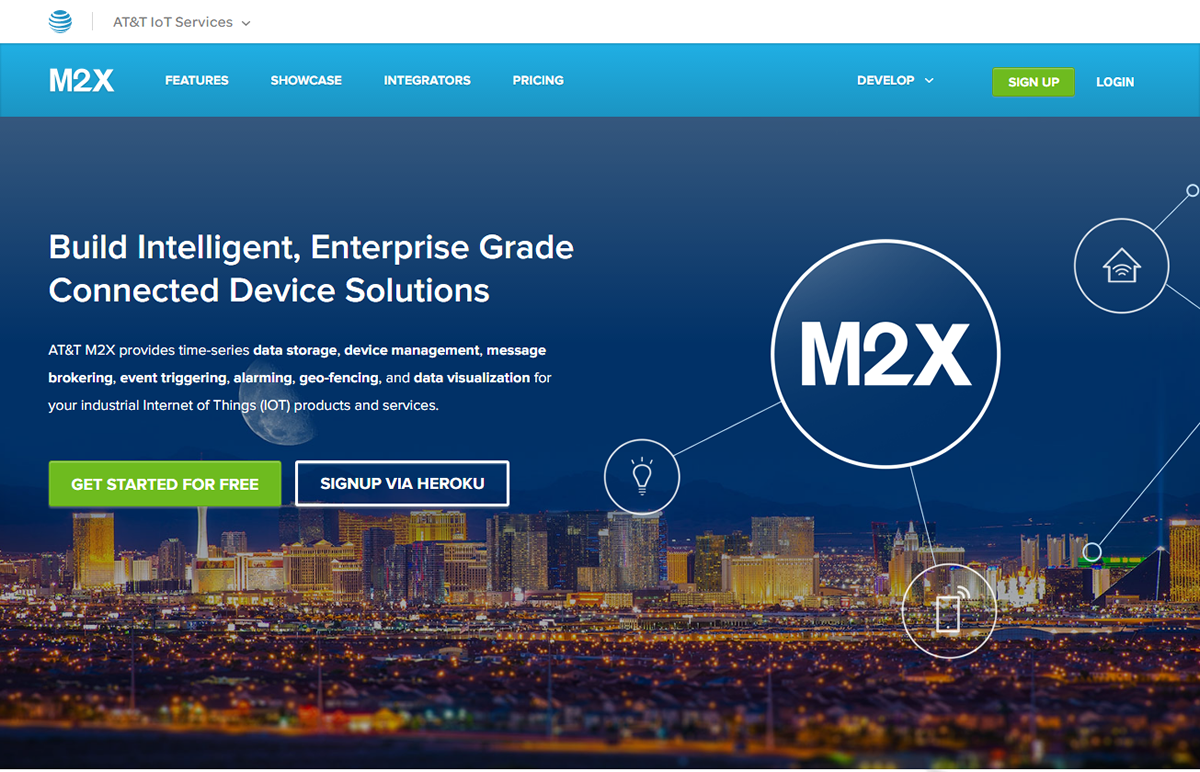 AT&T IoT Services
M2X FEATURES SHOWCASE INTEGRATORS PRICING DEVELOP SIGN UP LOGIN
Build Intelligent, Enterprise Grade
Connected Device Solutions
AT&T M2X provides time-series data storage, device management, message
brokering, event triggering, alarming, geo-fencing, and data visualization for
your industrial Internet of Things (IOT) products and services.
GET STARTED FOR FREE SIGNUP VIA HEROKU
M2X